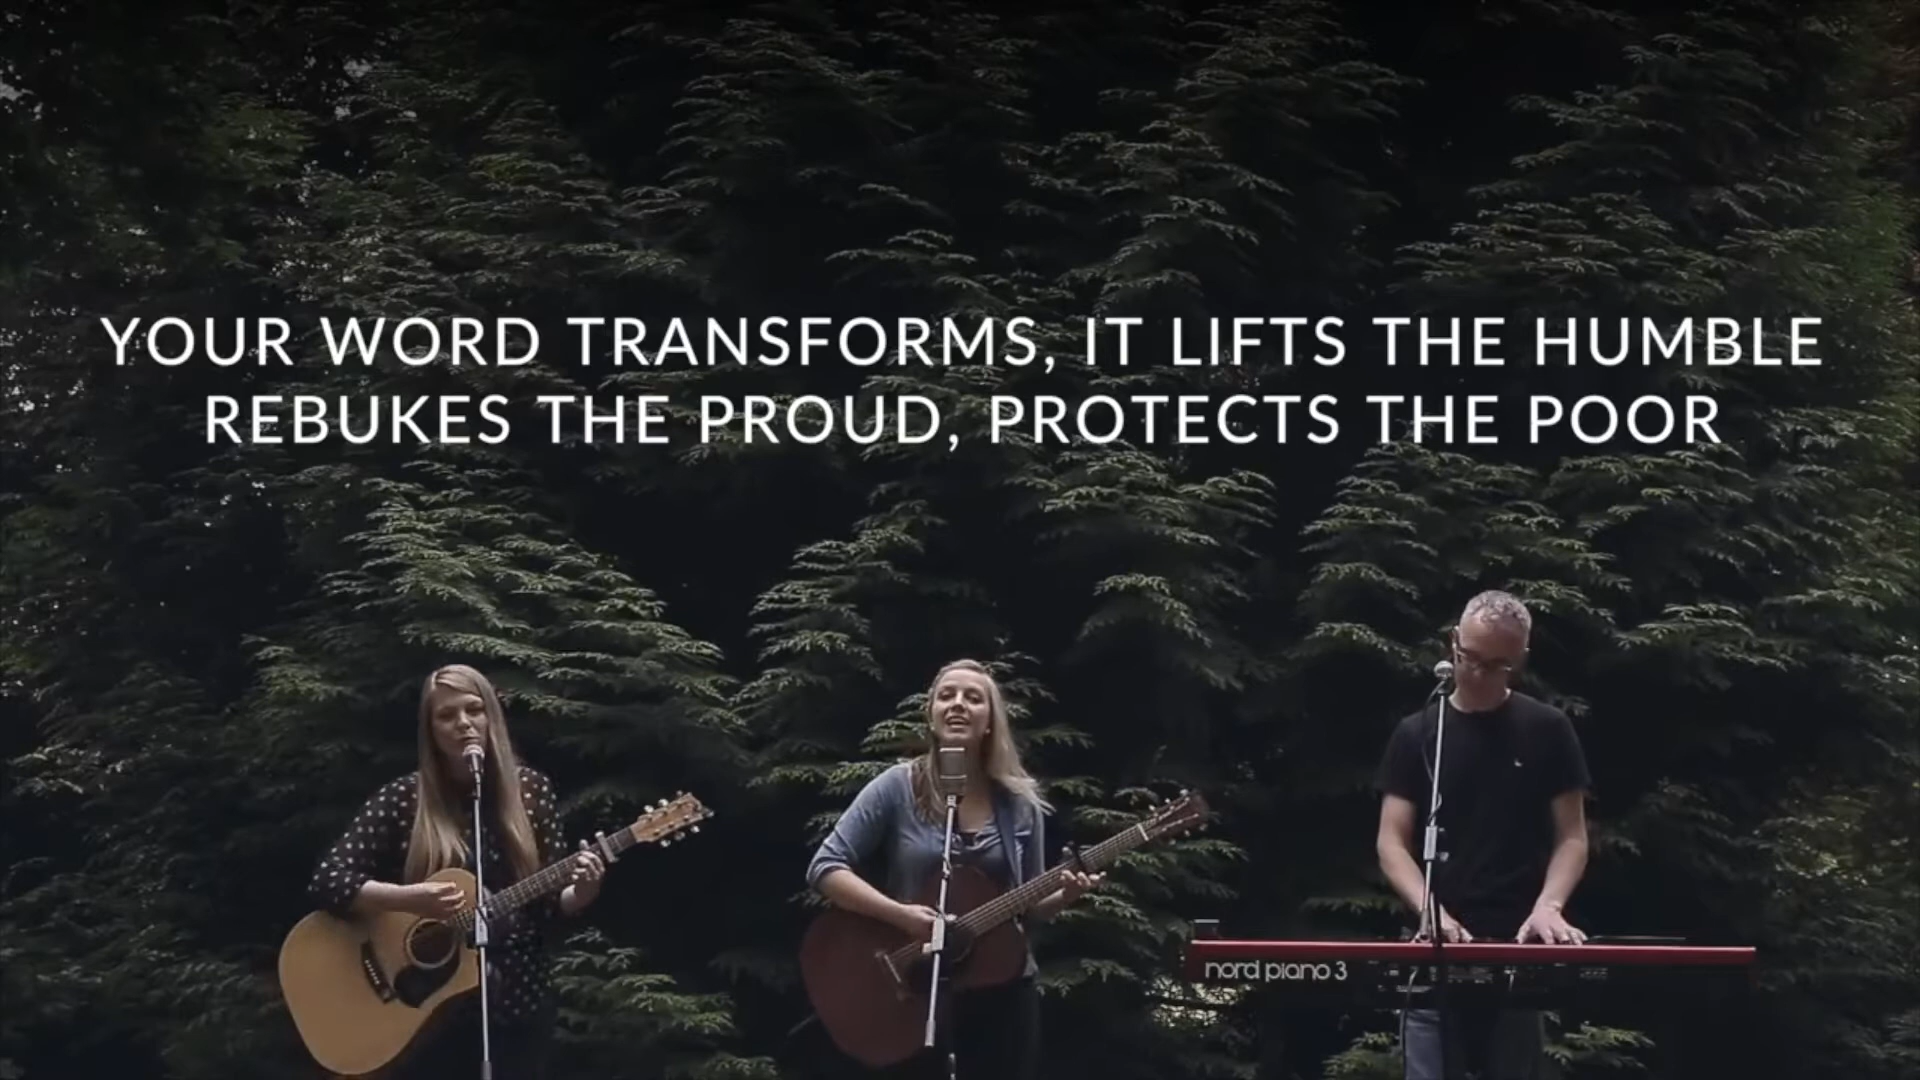 YOUR WORD TRANSFORMS, IT LIFTS THE HUMBLE
REBUKES THE PROUD, PROTECTS THE POOR
nord piano 3